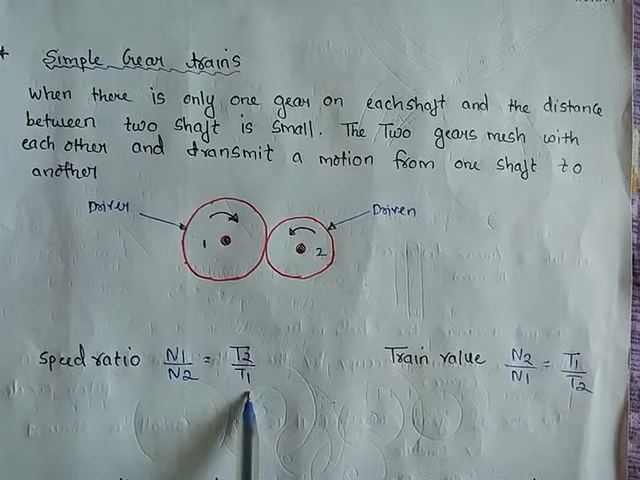 * Simple Gear trains
When there is only one gear on each shaft and the distance
between two shaft is small. The Two gears mesh with
each other and transmit a motion from one shaft to
another
Driver
Driven
1
2
Speed ratio N1/N2 = T2/T1
Train value N2/N1 = T1/T2